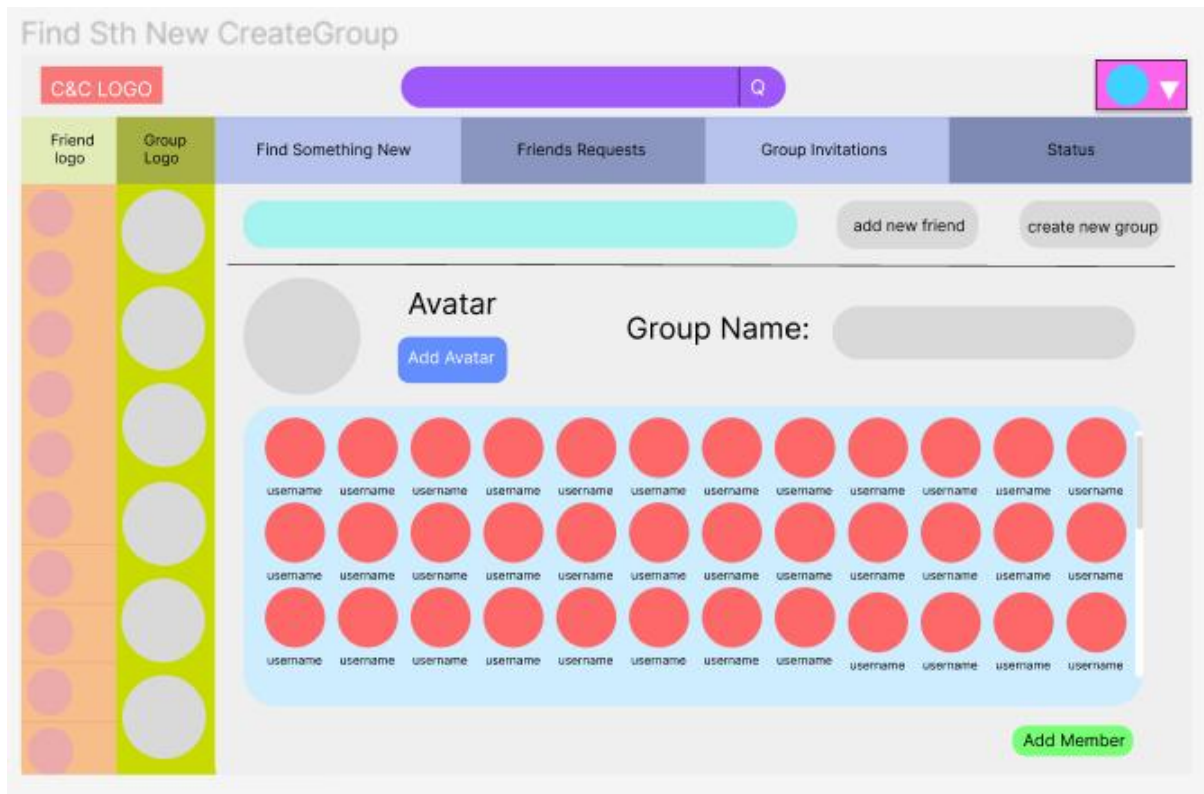 Find Sth New CreateGroup
C&C LOGO
Q
Friend
logo
Group
Logo
Find Something New
Friends Requests
Group Invitations
Status
add new friend
create new group
Avatar
Add Avatar
Group Name:
username username username username username username username username username username username username
username username username username username username username username username username username username
username username username username username username username username username username username username
Add Member